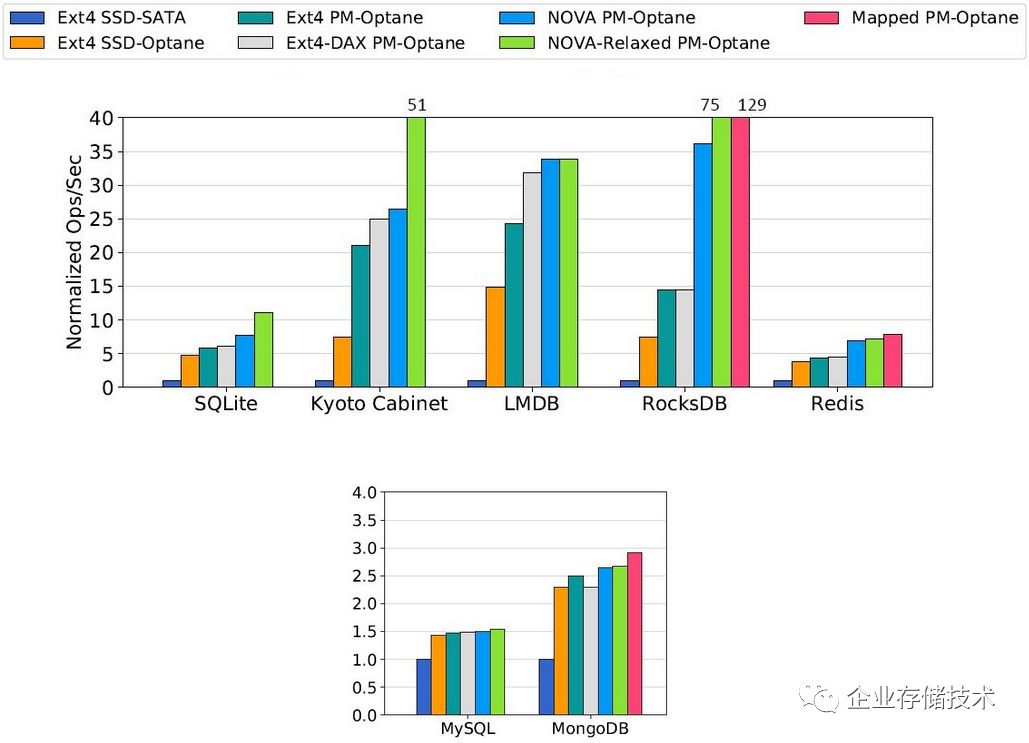 Ext4 SSD-SATA Ext4 PM-Optane NOVA PM-Optane Mapped PM-Optane
Ext4 SSD-Optane Ext4-DAX PM-Optane NOVA-Relaxed PM-Optane
51 75 129
Normalized Ops/Sec
40
35
30
25
20
15
10
5
0
SQLite Kyoto Cabinet LMDB RocksDB Redis
4.0
3.5
3.0
2.5
2.0
1.5
1.0
0.5
0.0
MySQL MongoDB
企业存储技术